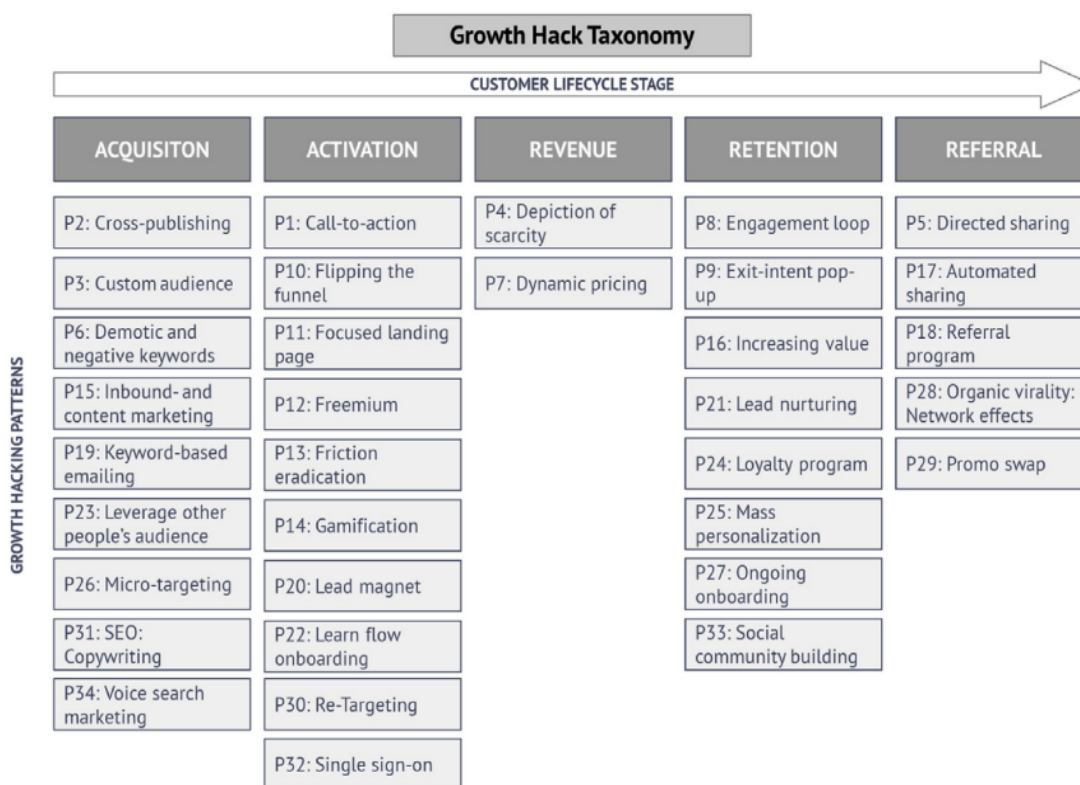 Growth Hack Taxonomy
CUSTOMER LIFECYCLE STAGE
GROWTH HACKING PATTERNS
ACQUISITON
P2: Cross-publishing
P3: Custom audience
P6: Demotic and
negative keywords
P15: Inbound- and
content marketing
P19: Keyword-based
emailing
P23: Leverage other
people's audience
P26: Micro-targeting
P31: SEO:
Copywriting
P34: Voice search
marketing
ACTIVATION
P1: Call-to-action
P10: Flipping the
funnel
P11: Focused landing
page
P12: Freemium
P13: Friction
eradication
P14: Gamification
P20: Lead magnet
P22: Learn flow
onboarding
P30: Re-Targeting
P32: Single sign-on
REVENUE
P4: Depiction of
scarcity
P7: Dynamic pricing
RETENTION
P8: Engagement loop
P9: Exit-intent pop-
up
P16: Increasing value
P21: Lead nurturing
P24: Loyalty program
P25: Mass
personalization
P27: Ongoing
onboarding
P33: Social
community building
REFERRAL
P5: Directed sharing
P17: Automated
sharing
P18: Referral
program
P28: Organic virality:
Network effects
P29: Promo swap